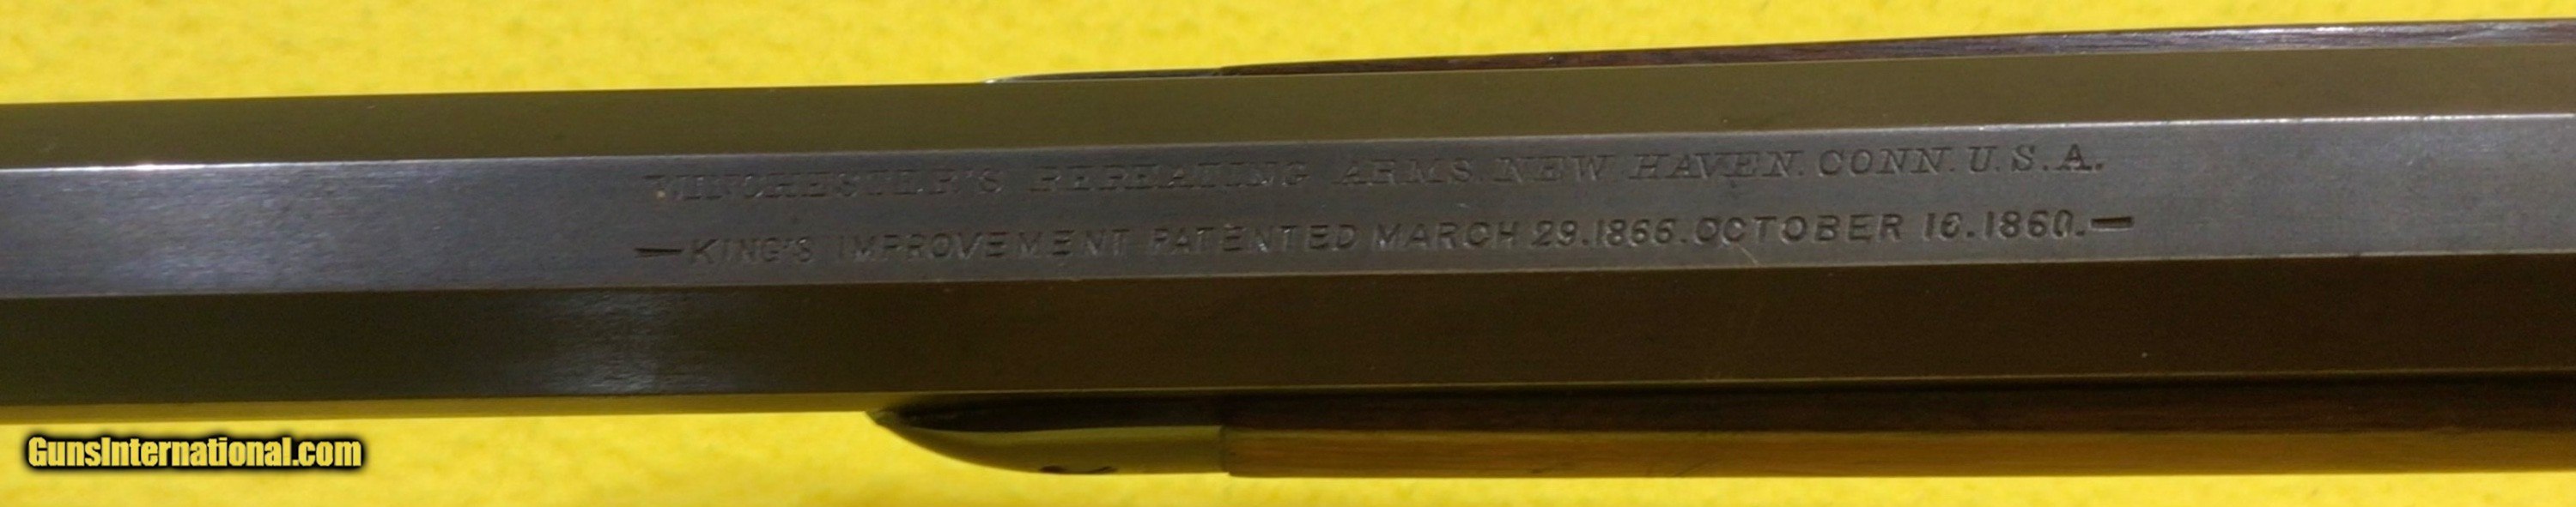 WINCHESTER'S REPEATING ARMS. NEW HAVEN. CONN. U.S.A.
—KING'S IMPROVEMENT PATENTED MARCH 29.1866.OCTOBER 16.1860.—
GunsInternational.com